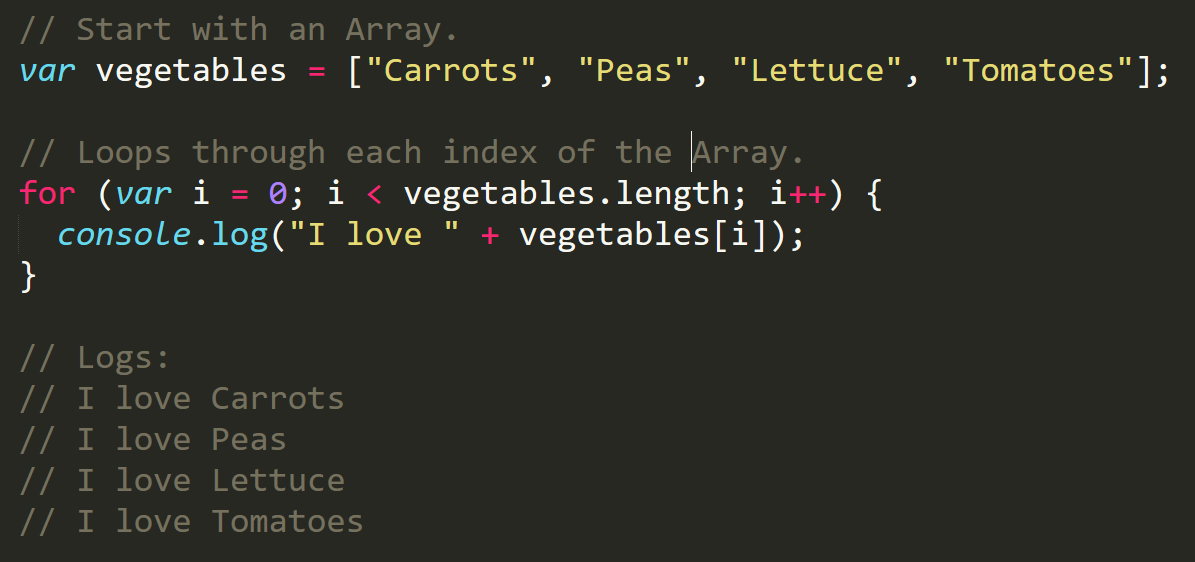 // Start with an Array.
var vegetables = ["Carrots", "Peas", "Lettuce", "Tomatoes"];
// Loops through each index of the Array.
for (var i = 0; i < vegetables.length; i++) {
  console.log("I love " + vegetables[i]);
}
// Logs:
// I love Carrots
// I love Peas
// I love Lettuce
// I love Tomatoes